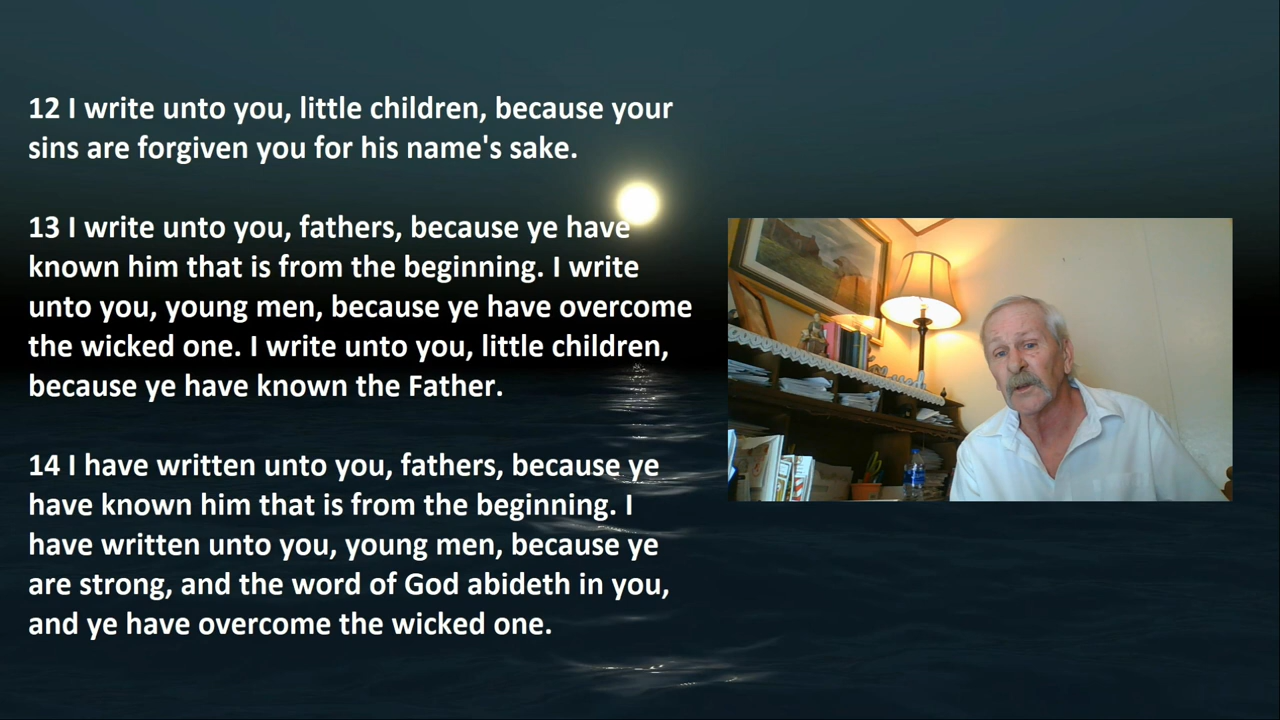 12 I write unto you, little children, because your
sins are forgiven you for his name's sake.
13 I write unto you, fathers, because ye have
known him that is from the beginning. I write
unto you, young men, because ye have overcome
the wicked one. I write unto you, little children,
because ye have known the Father.
14 I have written unto you, fathers, because ye
have known him that is from the beginning. I
have written unto you, young men, because ye
are strong, and the word of God abideth in you,
and ye have overcome the wicked one.